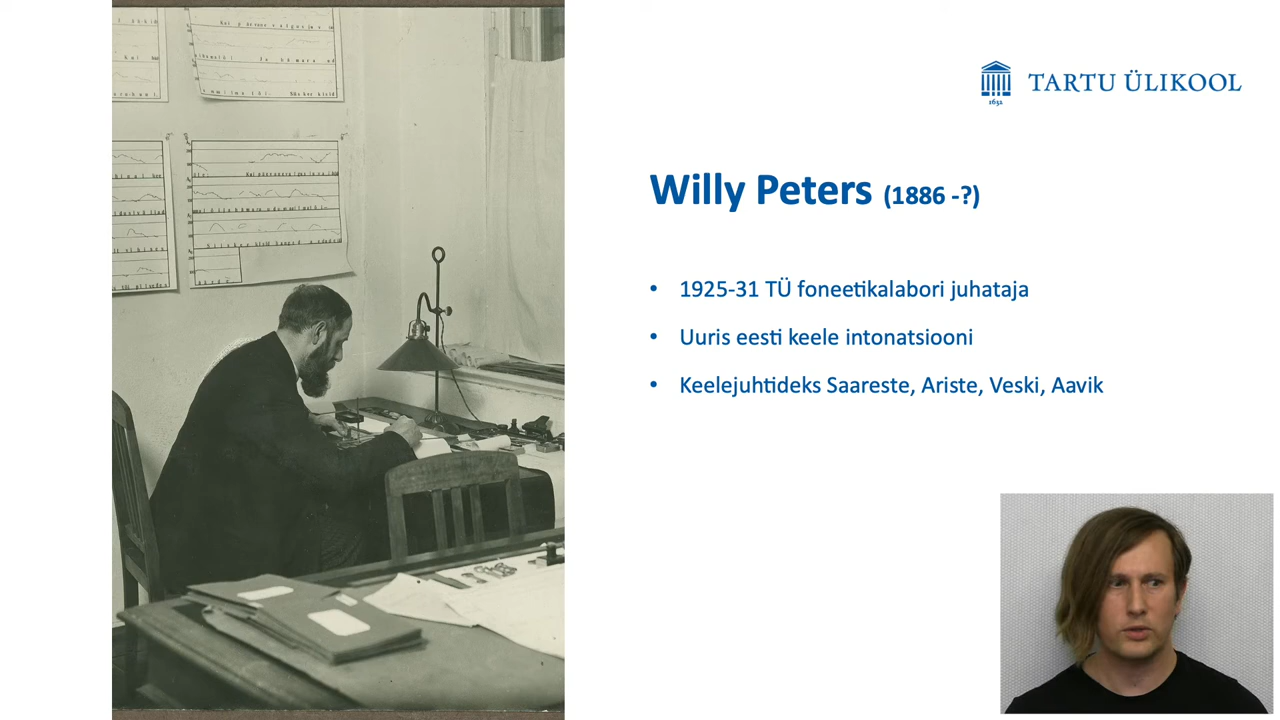 1632
TARTU ÜLIKOOL
Willy Peters (1886 -?)
• 1925-31 TÜ foneetikalabori juhataja
• Uuris eesti keele intonatsiooni
• Keelejuhtideks Saareste, Ariste, Veski, Aavik